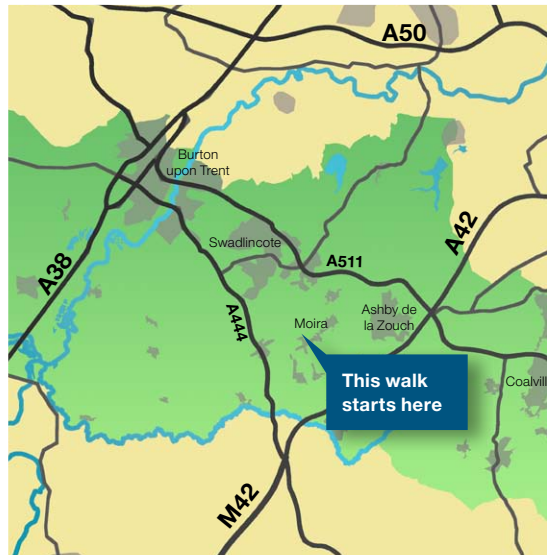 A50
Burton
upon Trent
A42
Swadlincote
A38
A511
A444
Moira
Ashby de
la Zouch
This walk
starts here
Coalvill
M42